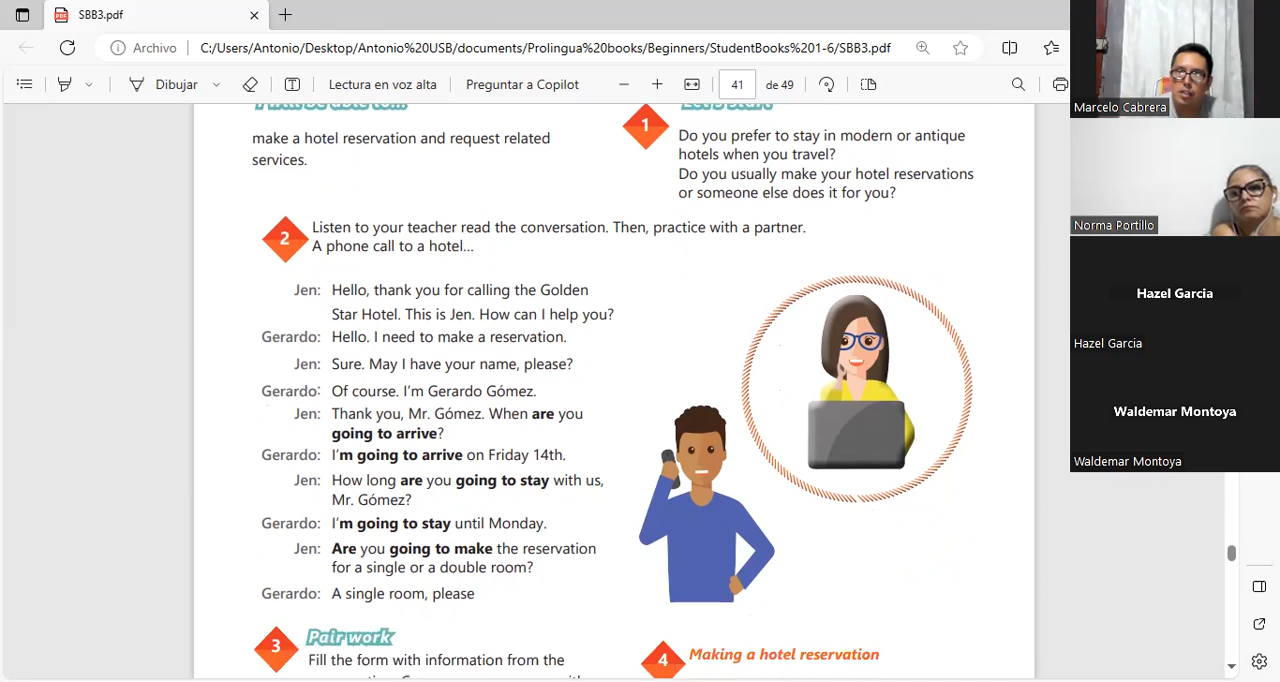 SBB3.pdf
Archivo
C:/Users/Antonio/Desktop/Antonio%20USB/documents/Prolingua%20books/Beginners/StudentBooks%201-6/SBB3.pdf
Dibujar
Lectura en voz alta
Preguntar a Copilot
41
de 49
make a hotel reservation and request related
services.
1
Let's start
Do you prefer to stay in modern or antique
hotels when you travel?
Do you usually make your hotel reservations
or someone else does it for you?
2
Listen to your teacher read the conversation. Then, practice with a partner.
A phone call to a hotel...
Jen: Hello, thank you for calling the Golden
Star Hotel. This is Jen. How can I help you?
Gerardo: Hello. I need to make a reservation.
Jen: Sure. May I have your name, please?
Gerardo: Of course. I'm Gerardo Gómez.
Jen: Thank you, Mr. Gómez. When are you
going to arrive?
Gerardo: I'm going to arrive on Friday 14th.
Jen: How long are you going to stay with us,
Mr. Gómez?
Gerardo: I'm going to stay until Monday.
Jen: Are you going to make the reservation
for a single or a double room?
Gerardo: A single room, please
3
Pair work
Fill the form with information from the
4
Making a hotel reservation
Marcelo Cabrera
Norma Portillo
Hazel Garcia
Hazel Garcia
Waldemar Montoya
Waldemar Montoya